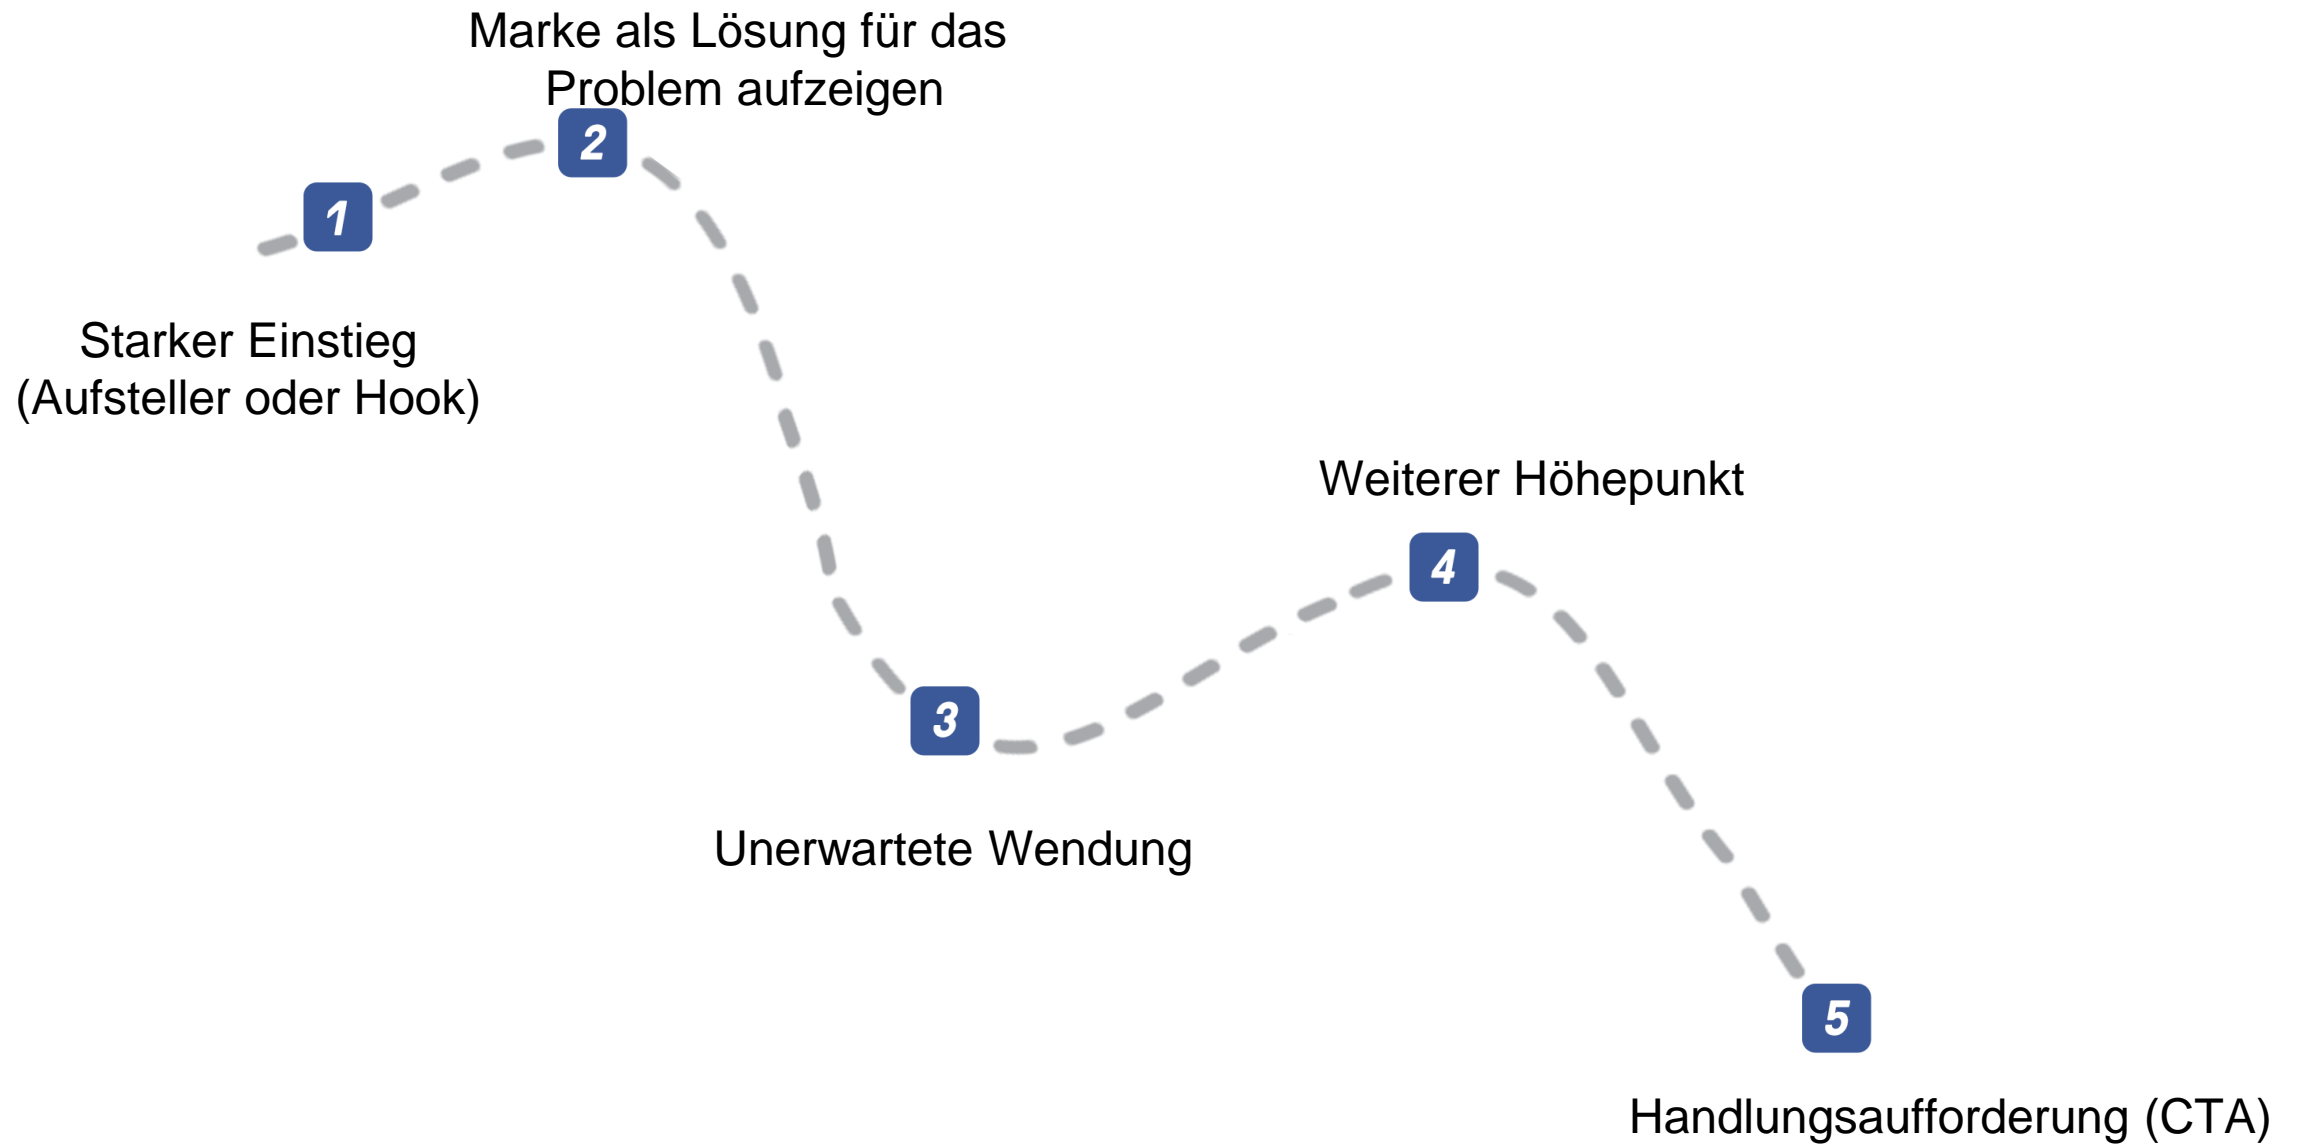 Marke als Lösung für das
Problem aufzeigen
2
1
Starker Einstieg
(Aufsteller oder Hook)
Weiterer Höhepunkt
4
3
Unerwartete Wendung
5
Handlungsaufforderung (CTA)